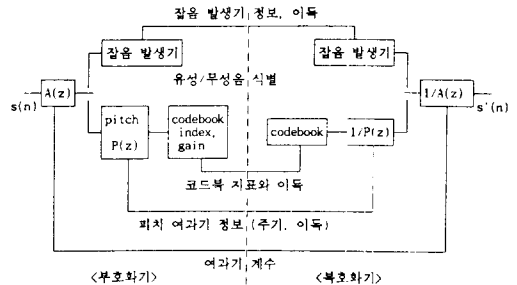 잡음 발생기 정보, 이득
잡음 발생기
잡음 발생기
유성/무성음 식별
A(z)
1/A(z)
s(n)
s'(n)
pitch
P(z)
codebook
index,
gain
codebook
1/P(z)
코드북 지표와 이득
피치 여과기 정보 (주기, 이득)
여과기 계수
<부호화기>
<복호화기>